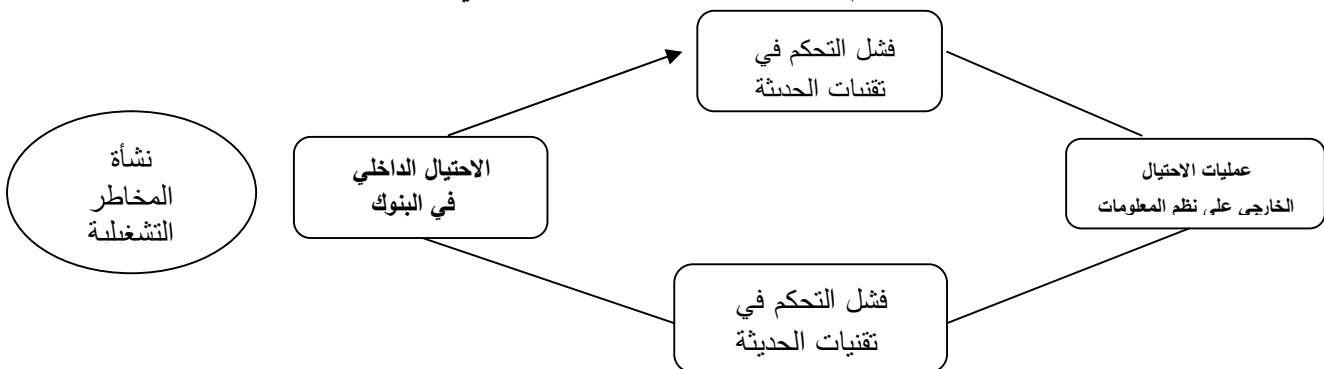 فشل التحكم في
تقنيات الحديثة
نشأة
المخاطر
التشغيلية
الاحتيال الداخلي
في البنوك
عمليات الاحتيال
الخارجي على نظم المعلومات
فشل التحكم في
تقنيات الحديثة